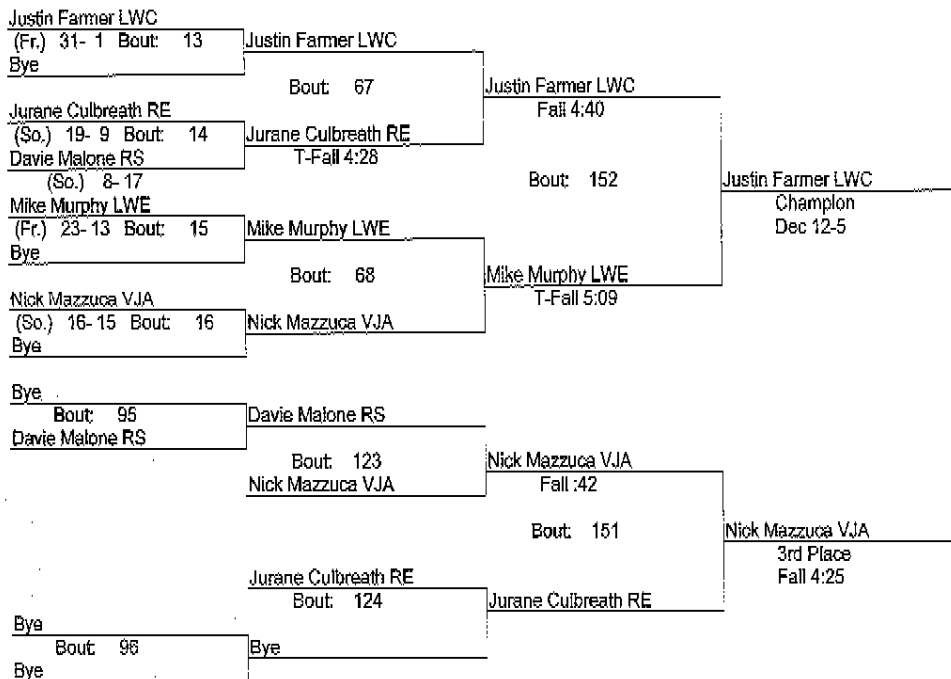 Justin Farmer LWC
(Fr.) 31- 1 Bout: 13
Bye
Justin Farmer LWC
Bout: 67
Jurane Culbreath RE
(So.) 19- 9 Bout: 14
Davie Malone RS
(So.) 8-17
Jurane Culbreath RE
T-Fall 4:28
Justin Farmer LWC
Fall 4:40
Mike Murphy LWE
(Fr.) 23-13 Bout: 15
Bye
Mike Murphy LWE
Bout: 68
Nick Mazzuca VJA
(So.) 16-15 Bout: 16
Bye
Nick Mazzuca VJA
Mike Murphy LWE
T-Fall 5:09
Bout: 152
Justin Farmer LWC
Champion
Dec 12-5
Bye
Bout: 95
Davie Malone RS
Davie Malone RS
Bout: 123
Nick Mazzuca VJA
Nick Mazzuca VJA
Fall :42
Bout: 151
Jurane Culbreath RE
Bout: 124
Jurane Culbreath RE
Bye
Bout: 96
Bye
Bye
Nick Mazzuca VJA
3rd Place
Fall 4:25